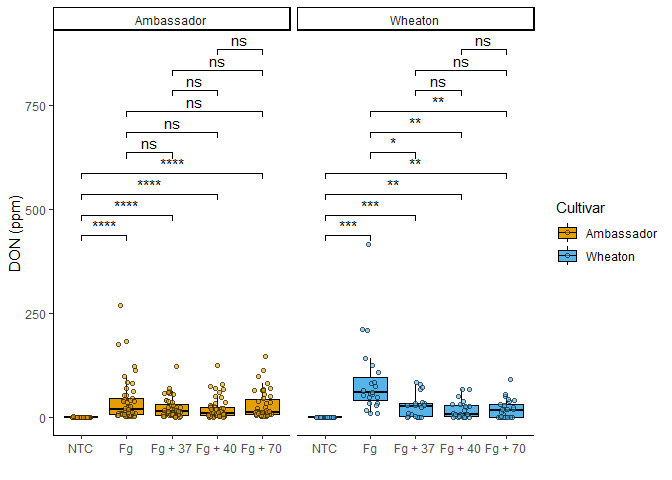 Ambassador
Wheaton
ns
ns
ns
ns
ns
ns
750
ns
**
ns
**
ns
*
****
**
****
**
500
****
***
****
***
DON (ppm)
Cultivar
Ambassador
Wheaton
250
0
NTC Fg Fg + 37 Fg + 40 Fg + 70
NTC Fg Fg + 37 Fg + 40 Fg + 70